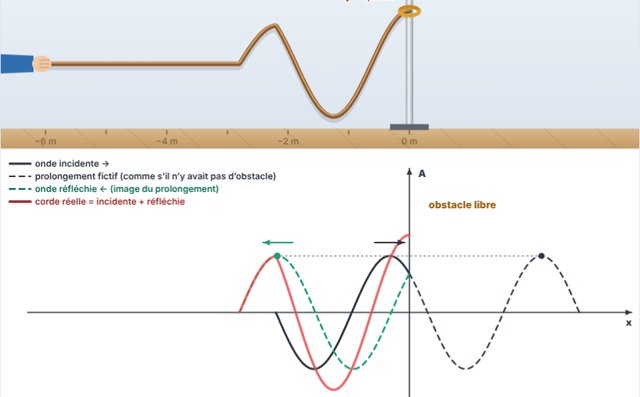 −6 m
−4 m
−2 m
0 m
onde incidente →
prolongement fictif (comme s’il n’y avait pas d’obstacle)
onde réfléchie ← (image du prolongement)
corde réelle = incidente + réfléchie
A
obstacle libre
x